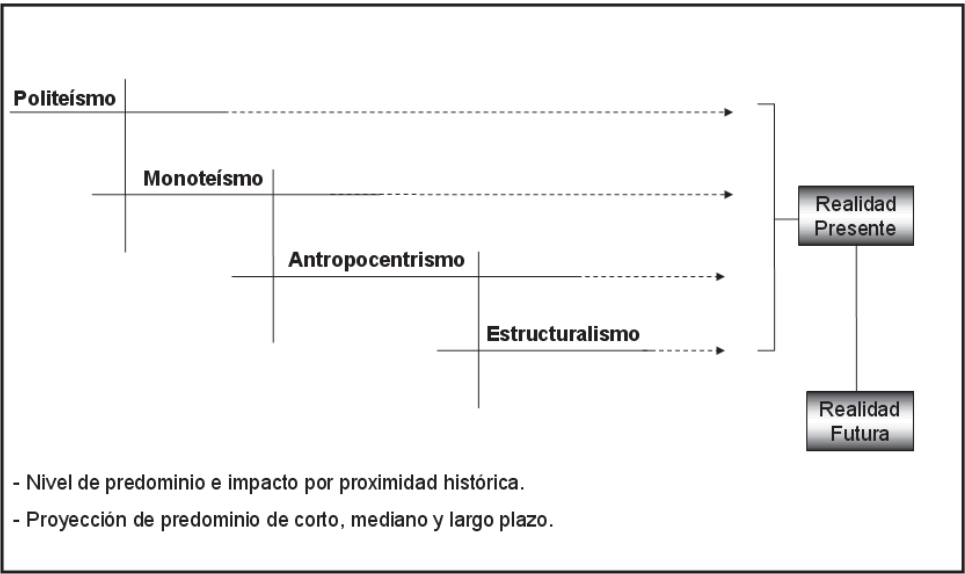 Politeísmo
Monoteísmo
Realidad
Presente
Antropocentrismo
Estructuralismo
Realidad
Futura
- Nivel de predominio e impacto por proximidad histórica.
- Proyección de predominio de corto, mediano y largo plazo.